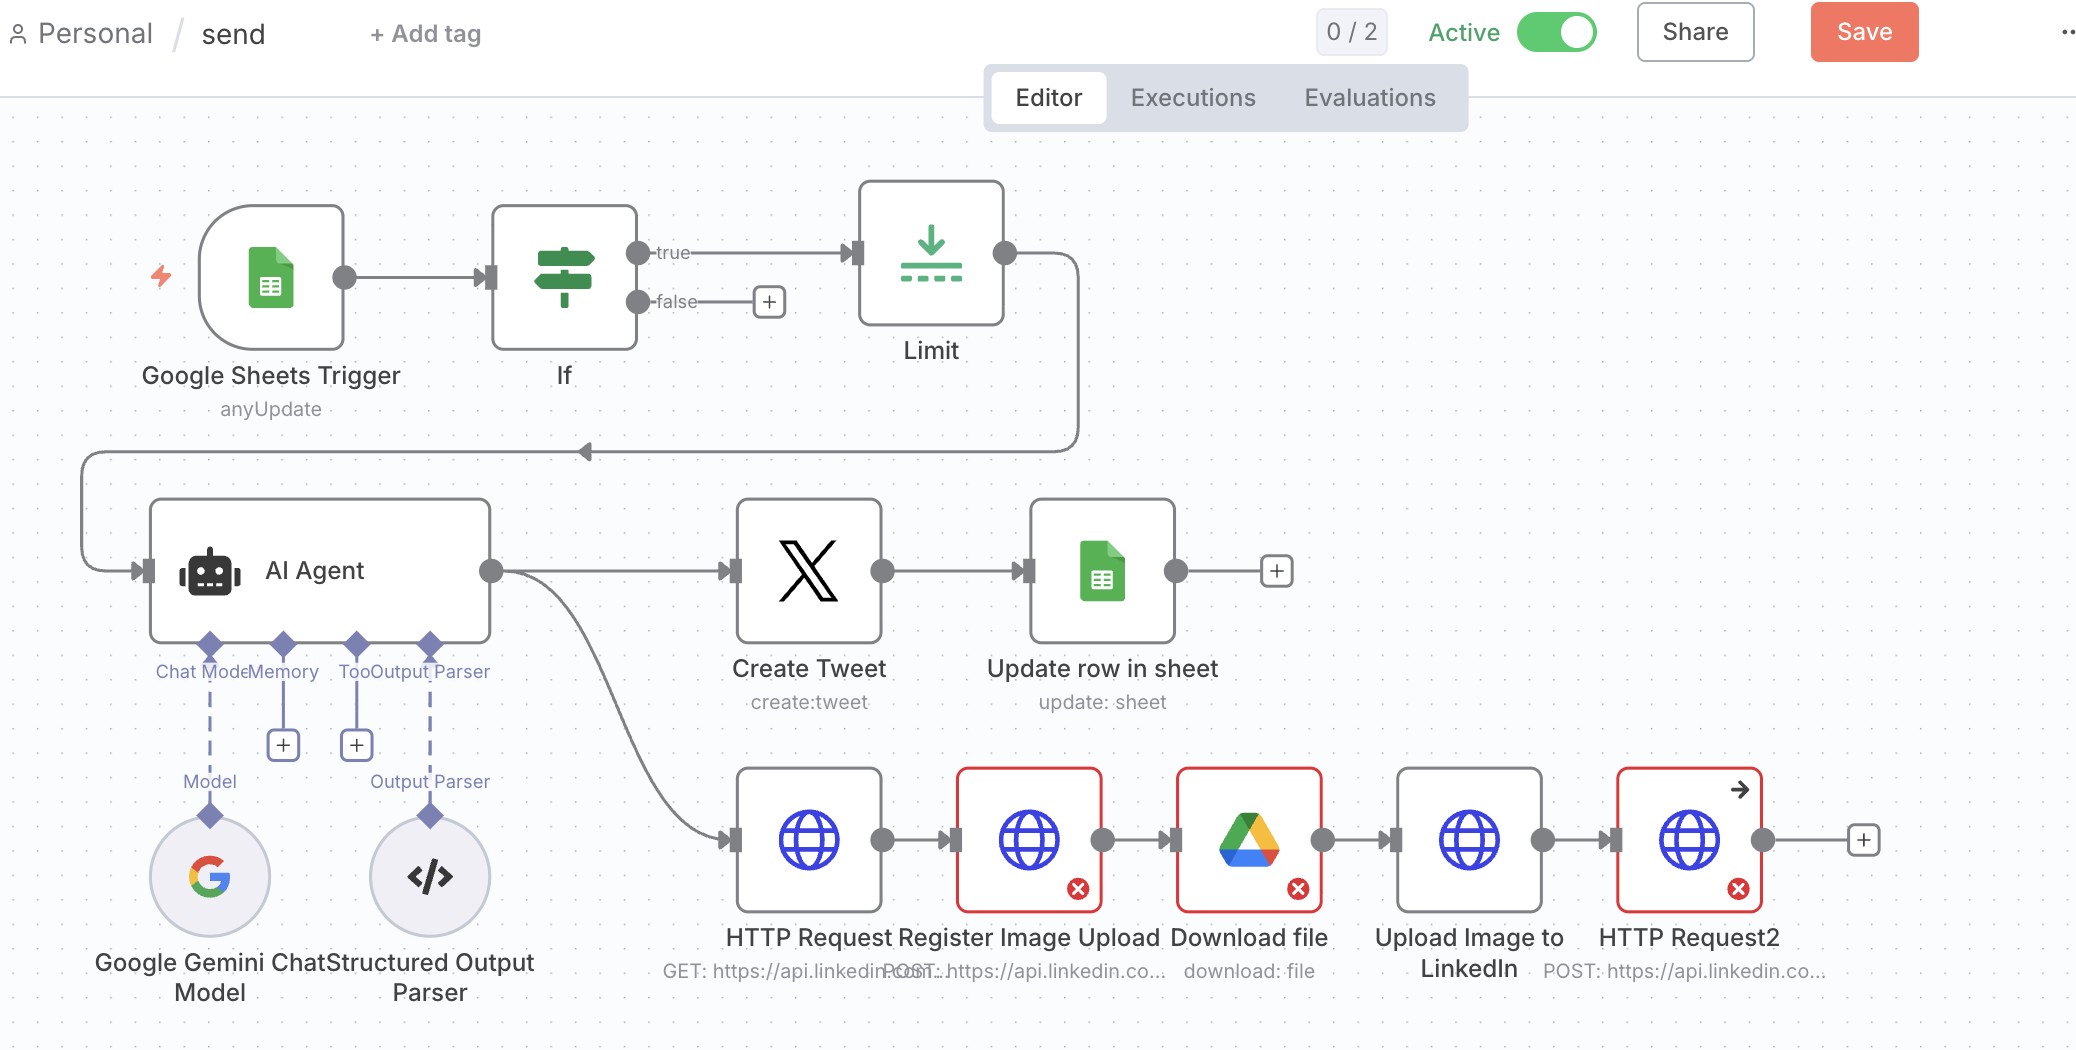 Personal / send + Add tag 0 / 2 Active Share Save
Editor Executions Evaluations
true
false
Google Sheets Trigger
anyUpdate
If
Limit
AI Agent
Chat Mode
Memory
Too
Output Parser
Model
Output Parser
Google Gemini Chat
Model
Structured Output
Parser
Create Tweet
create:tweet
Update row in sheet
update: sheet
HTTP Request
GET: https://api.linkedin.com...
Register Image Upload
POST: https://api.linkedin.co...
Download file
download: file
Upload Image to
LinkedIn
HTTP Request2
POST: https://api.linkedin.co...